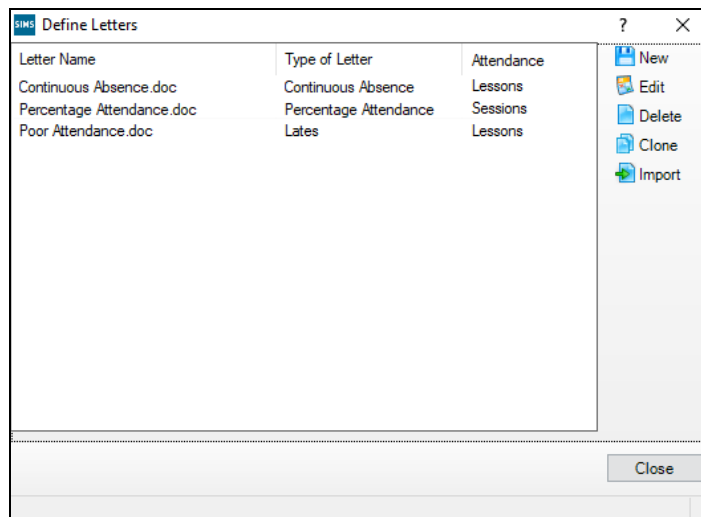 SIMS Define Letters ?
Letter Name Type of Letter Attendance
Continuous Absence.doc Continuous Absence Lessons
Percentage Attendance.doc Percentage Attendance Sessions
Poor Attendance.doc Lates Lessons
New
Edit
Delete
Clone
Import
Close